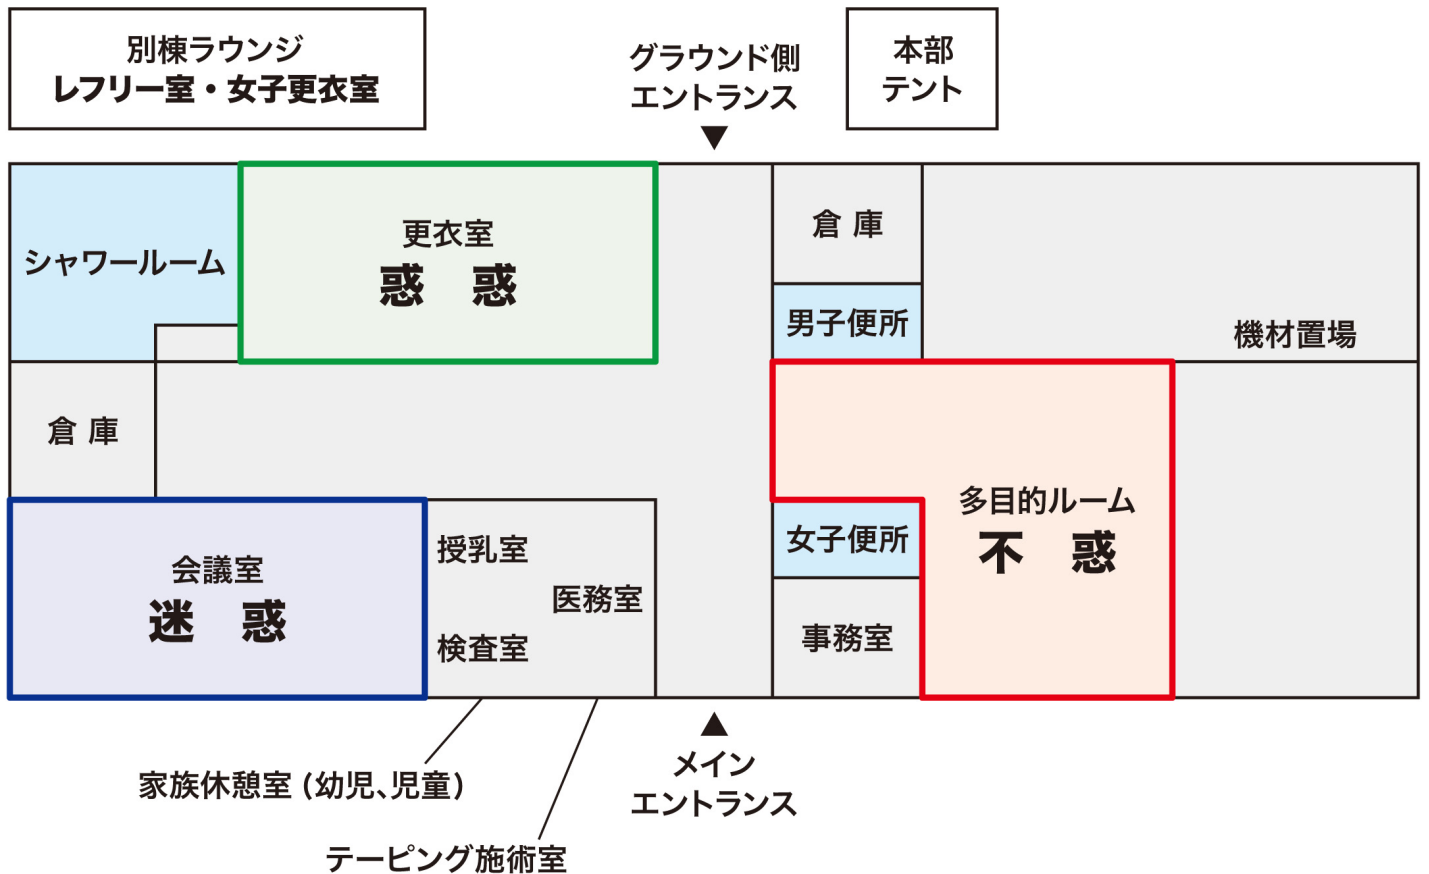 別棟ラウンジ
レフリー室・女子更衣室
グラウンド側
エントランス
本部
テント
シャワールーム
更衣室
惑 惑
倉 庫
男子便所
機材置場
倉 庫
会議室
迷 惑
授乳室
医務室
検査室
女子便所
事務室
多目的ルーム
不 惑
家族休憩室 (幼児、児童)
テーピング施術室
メイン
エントランス